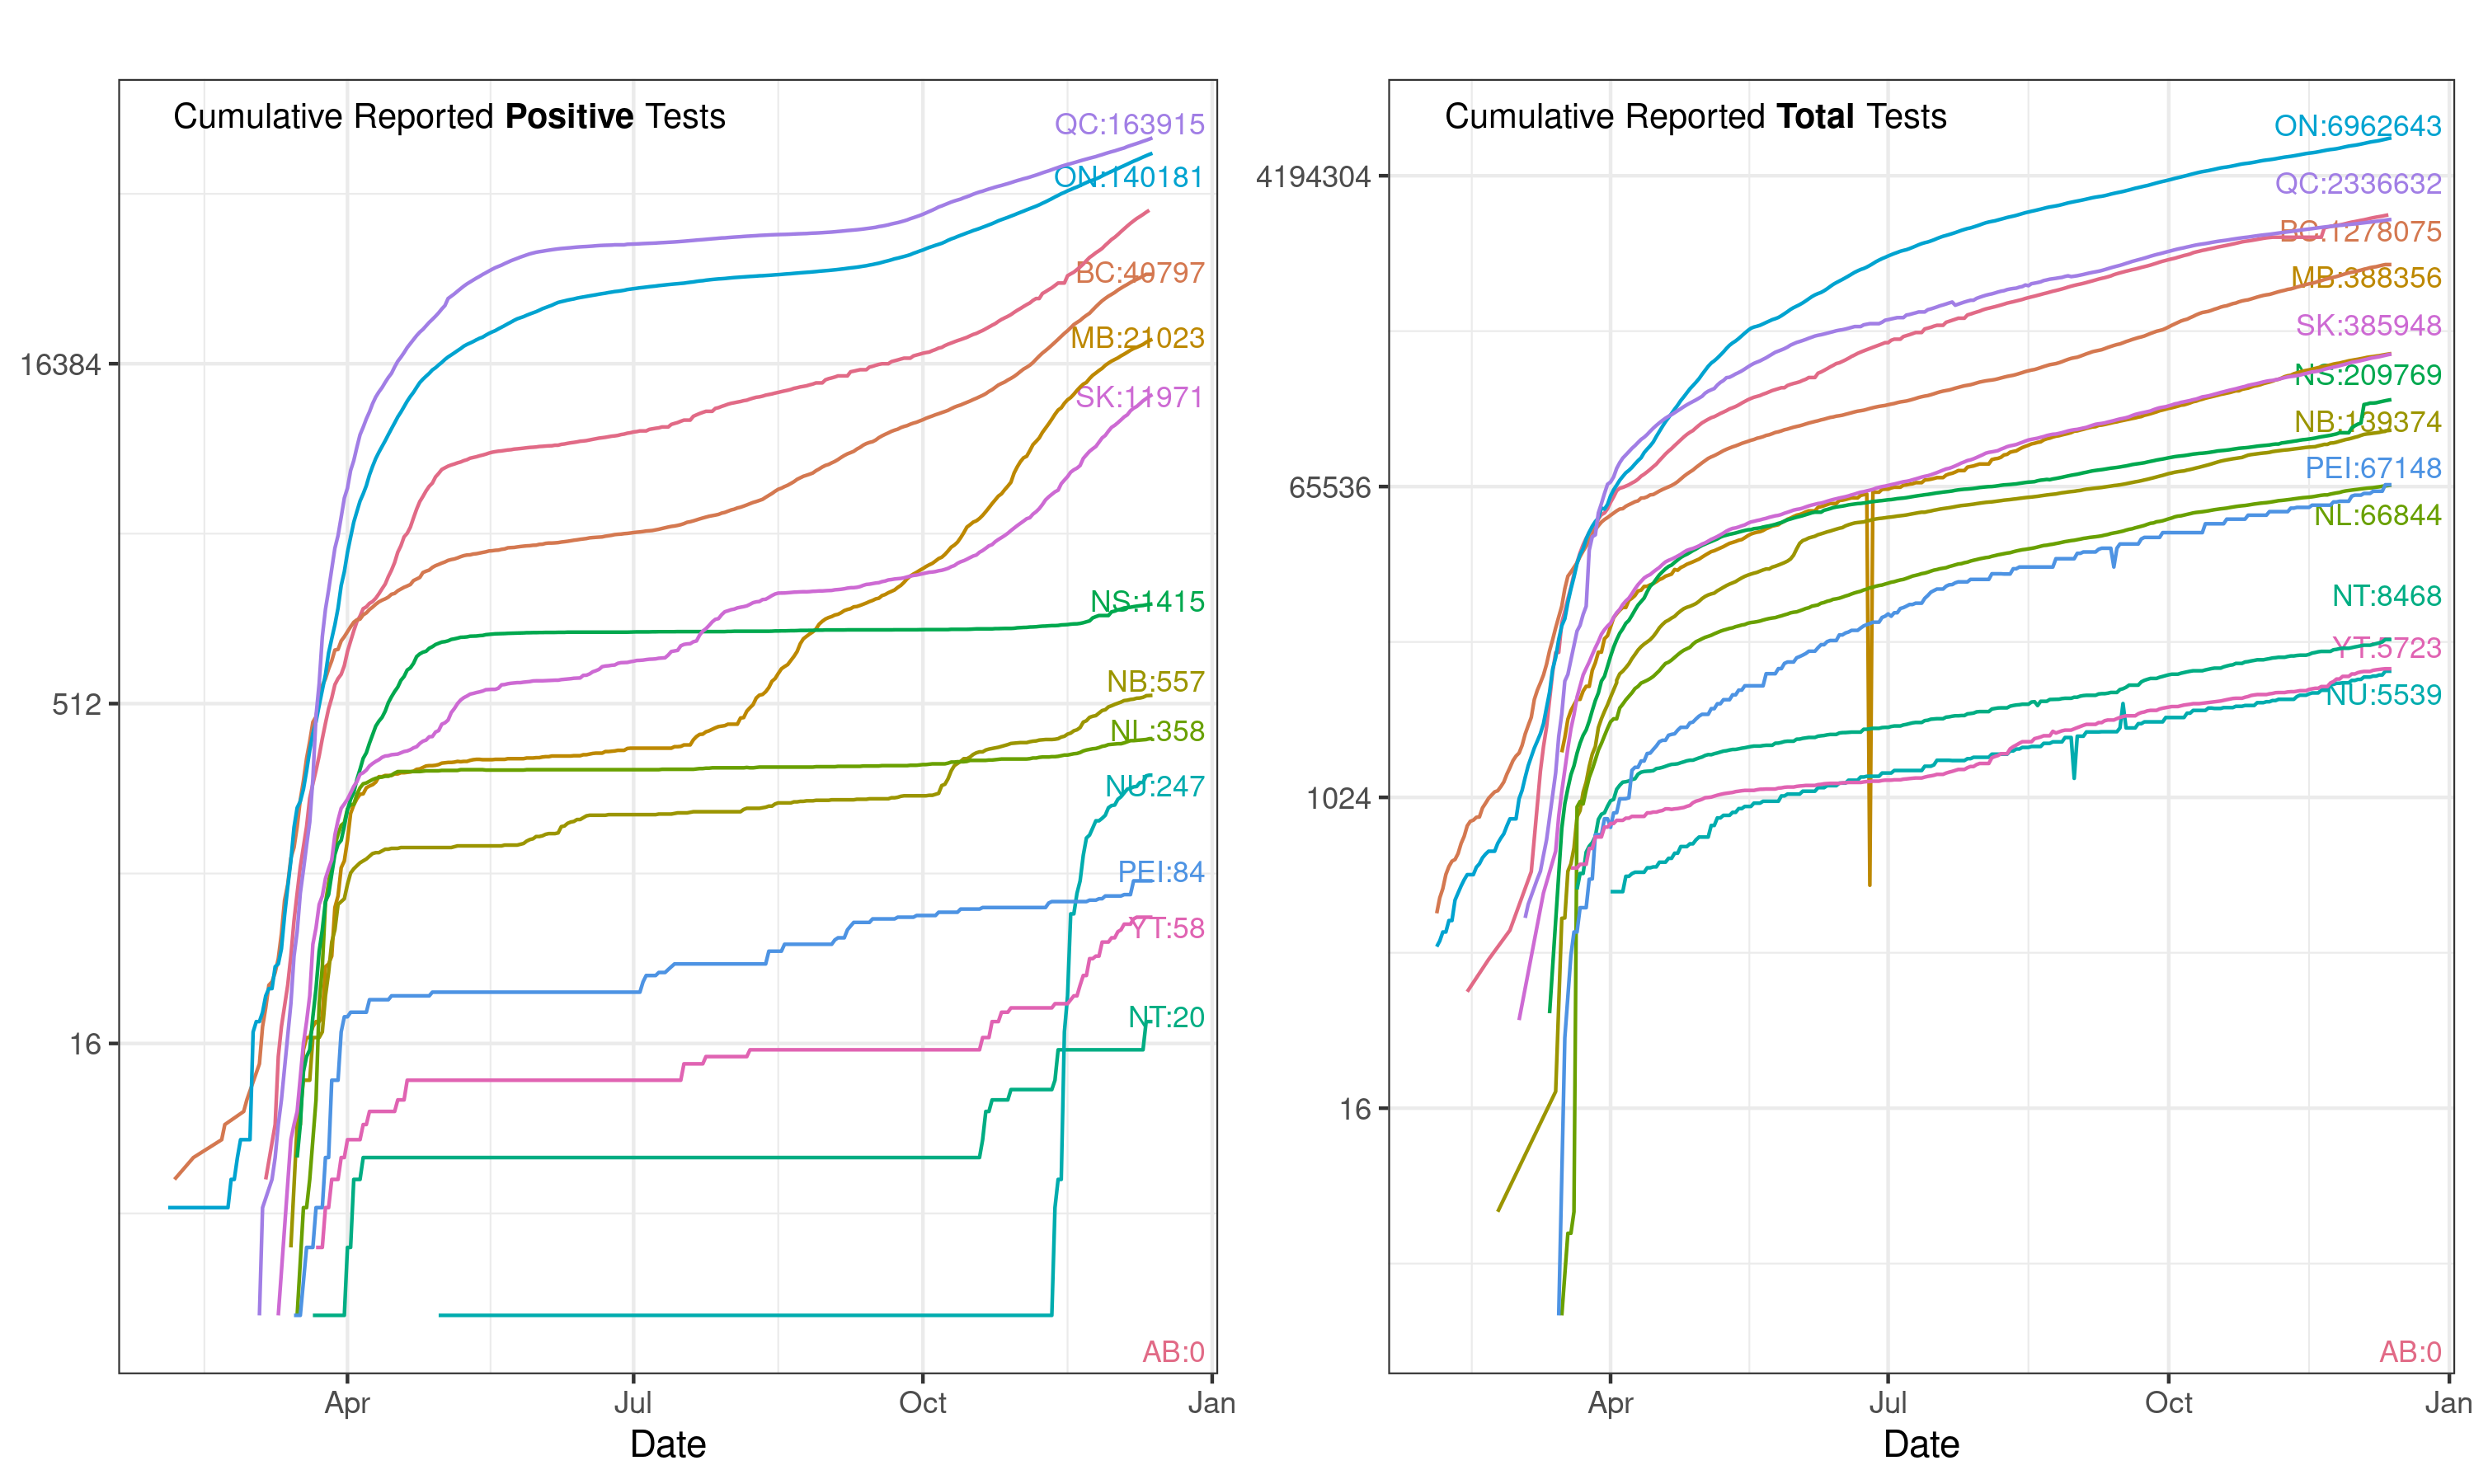 Cumulative Reported Positive Tests
QC:163915
ON:140181
BC:40797
MB:21023
SK:11971
NS:1415
NB:557
NL:358
NU:247
PEI:84
YT:58
NT:20
AB:0
16384
512
16
Apr
Jul
Oct
Jan
Date
Cumulative Reported Total Tests
ON:6962643
QC:2336632
BC:1278075
MB:388356
SK:385948
NS:209769
NB:139374
PEI:67148
NL:66844
NT:8468
YT:5723
NU:5539
AB:0
4194304
65536
1024
16
Apr
Jul
Oct
Jan
Date